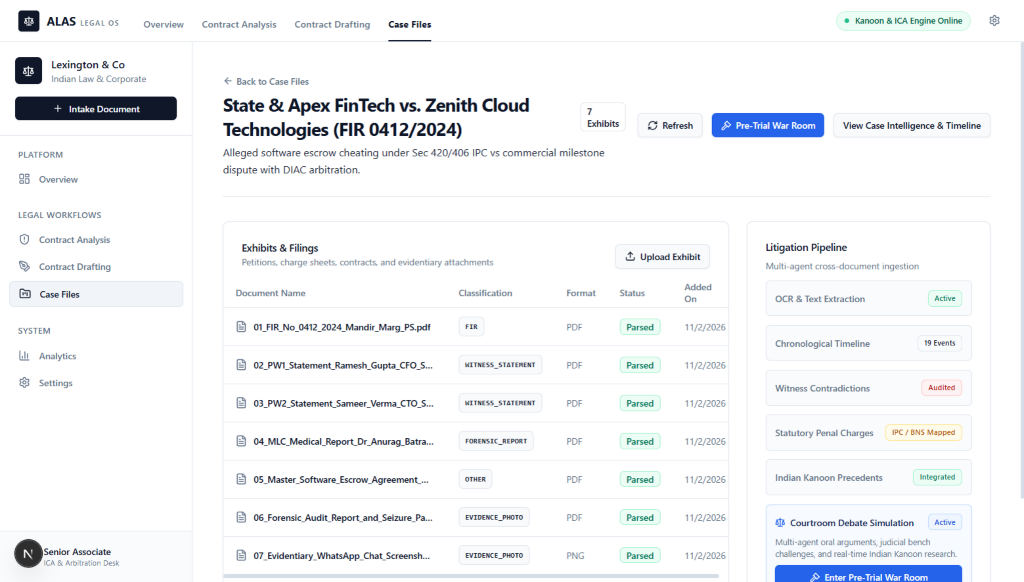 ALAS LEGAL OS
Overview
Contract Analysis
Contract Drafting
Case Files
Kanoon & ICA Engine Online
Lexington & Co
Indian Law & Corporate
+ Intake Document
PLATFORM
Overview
LEGAL WORKFLOWS
Contract Analysis
Contract Drafting
Case Files
SYSTEM
Analytics
Settings
N
Senior Associate
ICA & Arbitration Desk
← Back to Case Files
State & Apex FinTech vs. Zenith Cloud
Technologies (FIR 0412/2024)
Alleged software escrow cheating under Sec 420/406 IPC vs commercial milestone
dispute with DIAC arbitration.
7
Exhibits
Refresh
Pre-Trial War Room
View Case Intelligence & Timeline
Exhibits & Filings
Petitions, charge sheets, contracts, and evidentiary attachments
Upload Exhibit
Document Name Classification Format Status Added
On
01_FIR_No_0412_2024_Mandir_Marg_PS.pdf FIR PDF Parsed 11/2/2026
02_PW1_Statement_Ramesh_Gupta_CFO_S... WITNESS_STATEMENT PDF Parsed 11/2/2026
03_PW2_Statement_Sameer_Verma_CTO_S... WITNESS_STATEMENT PDF Parsed 11/2/2026
04_MLC_Medical_Report_Dr_Anurag_Batra... FORENSIC_REPORT PDF Parsed 11/2/2026
05_Master_Software_Escrow_Agreement_... OTHER PDF Parsed 11/2/2026
06_Forensic_Audit_Report_and_Seizure_Pa... EVIDENCE_PHOTO PDF Parsed 11/2/2026
07_Evidentiary_WhatsApp_Chat_Screensh... EVIDENCE_PHOTO PNG Parsed 11/2/2026
Litigation Pipeline
Multi-agent cross-document ingestion
OCR & Text Extraction Active
Chronological Timeline 19 Events
Witness Contradictions Audited
Statutory Penal Charges IPC / BNS Mapped
Indian Kanoon Precedents Integrated
Courtroom Debate Simulation Active
Multi-agent oral arguments, judicial bench
challenges, and real-time Indian Kanoon research.
Enter Pre-Trial War Room